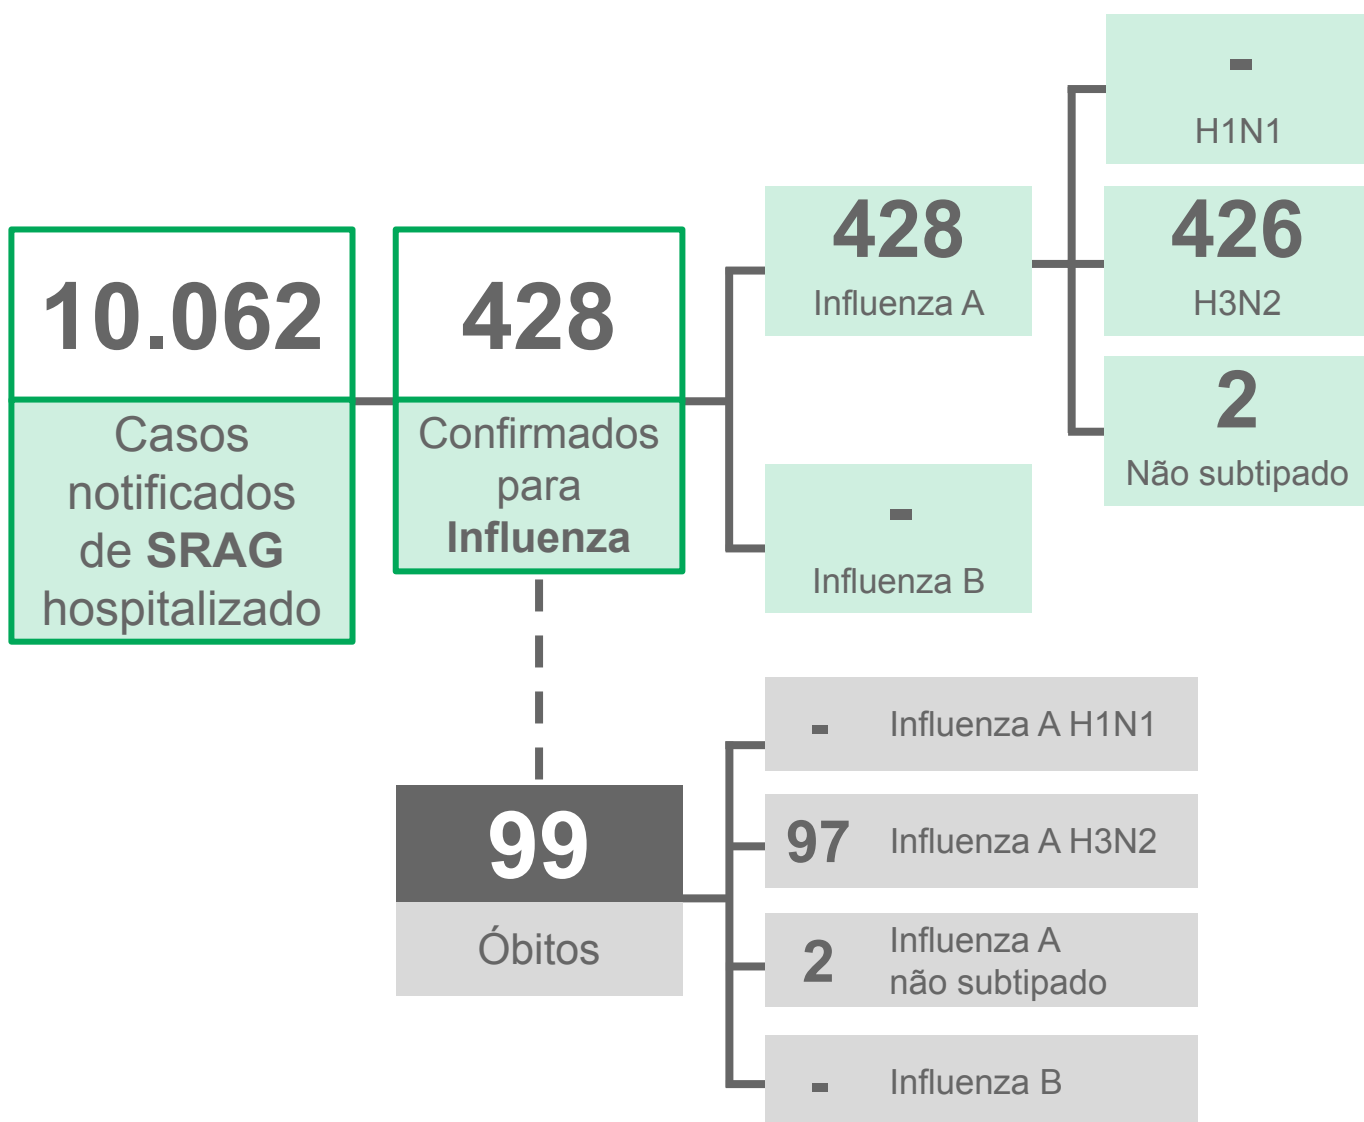 10.062
Casos
notificados
de SRAG
hospitalizado
428
Confirmados
para
Influenza
428
Influenza A
-
Influenza B
-
H1N1
426
H3N2
2
Não subtipado
99
Óbitos
- Influenza A H1N1
97 Influenza A H3N2
2 Influenza A
não subtipado
- Influenza B